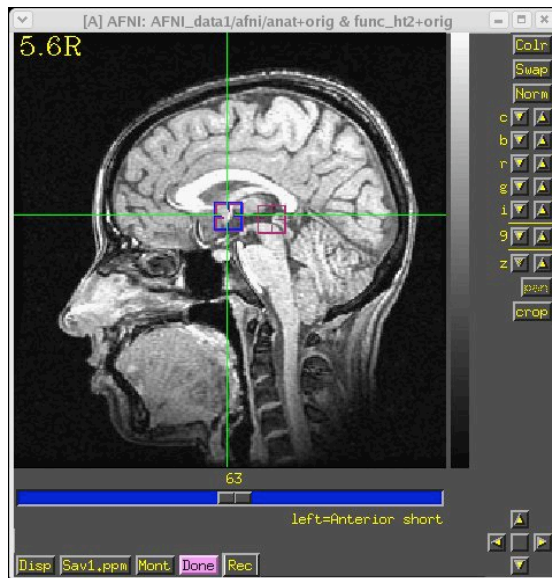 [A] AFNI: AFNI_data1/afni/anat+orig & func_ht2+orig
5.6R
Colr
Swap
Norm
c
b
r
g
i
9
z
pan
crop
63
left=Anterior short
Disp Sav1.ppm Mont Done Rec